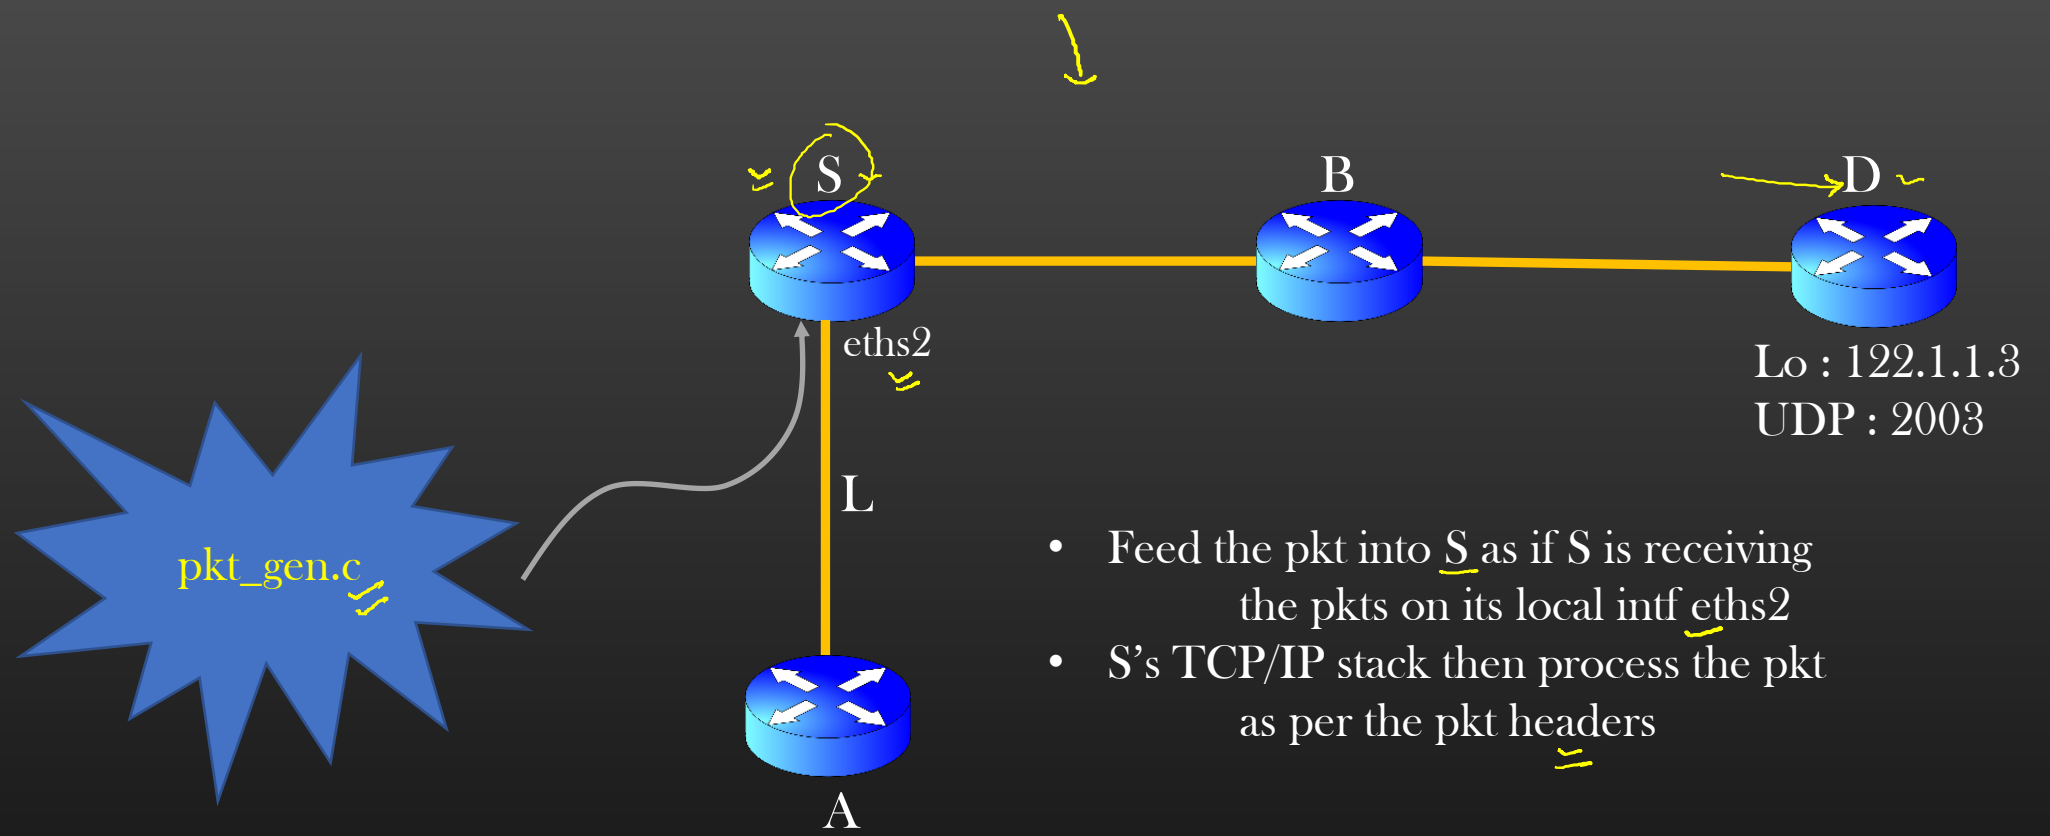 S
B
D
eths2
Lo : 122.1.1.3
UDP : 2003
L
pkt_gen.c
• Feed the pkt into S as if S is receiving
the pkts on its local intf eths2
• S’s TCP/IP stack then process the pkt
as per the pkt headers
A